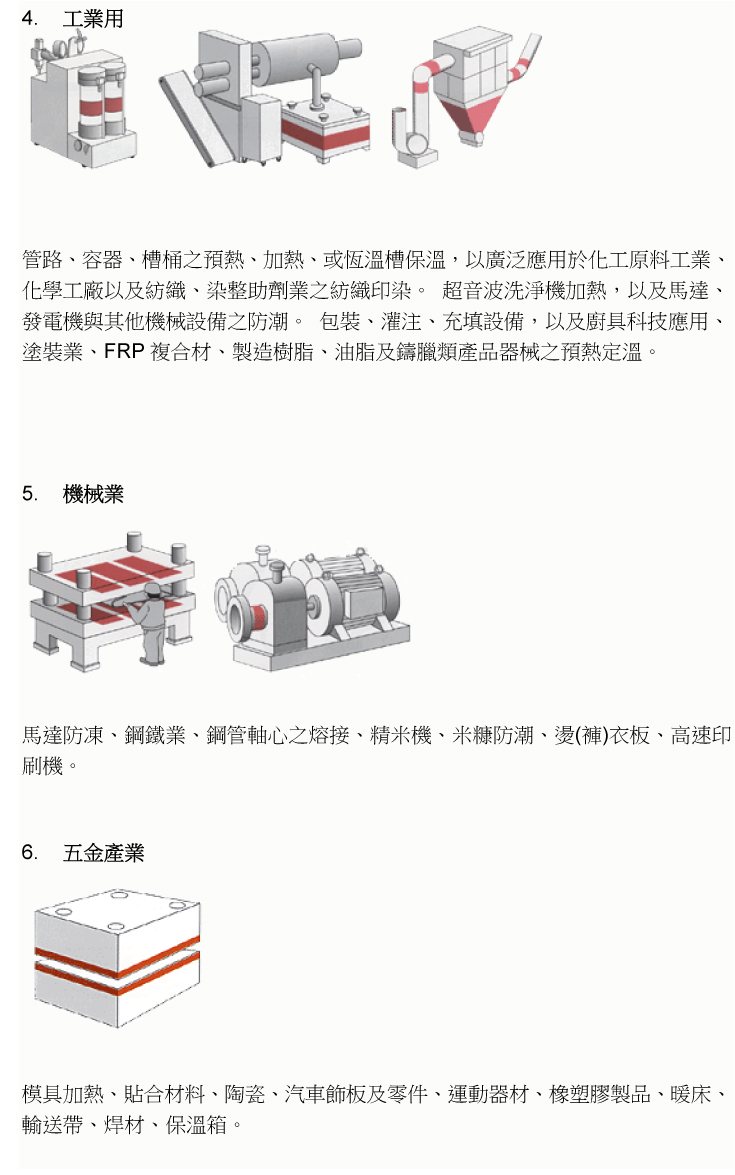 4. 工業用
管路、容器、槽桶之預熱、加熱、或恆溫槽保溫，以廣泛應用於化工原料工業、
化學工廠以及紡織、染整助劑業之紡織印染。 超音波洗淨機加熱，以及馬達、
發電機與其他機械設備之防潮。 包裝、灌注、充填設備，以及廚具科技應用、
塗裝業、FRP 複合材、製造樹脂、油脂及鑄臘類產品器械之預熱定溫。
5. 機械業
馬達防凍、鋼鐵業、鋼管軸心之熔接、精米機、米糠防潮、燙(褲)衣板、高速印
刷機。
6. 五金產業
模具加熱、貼合材料、陶瓷、汽車飾板及零件、運動器材、橡塑膠製品、暖床、
輸送帶、焊材、保溫箱。